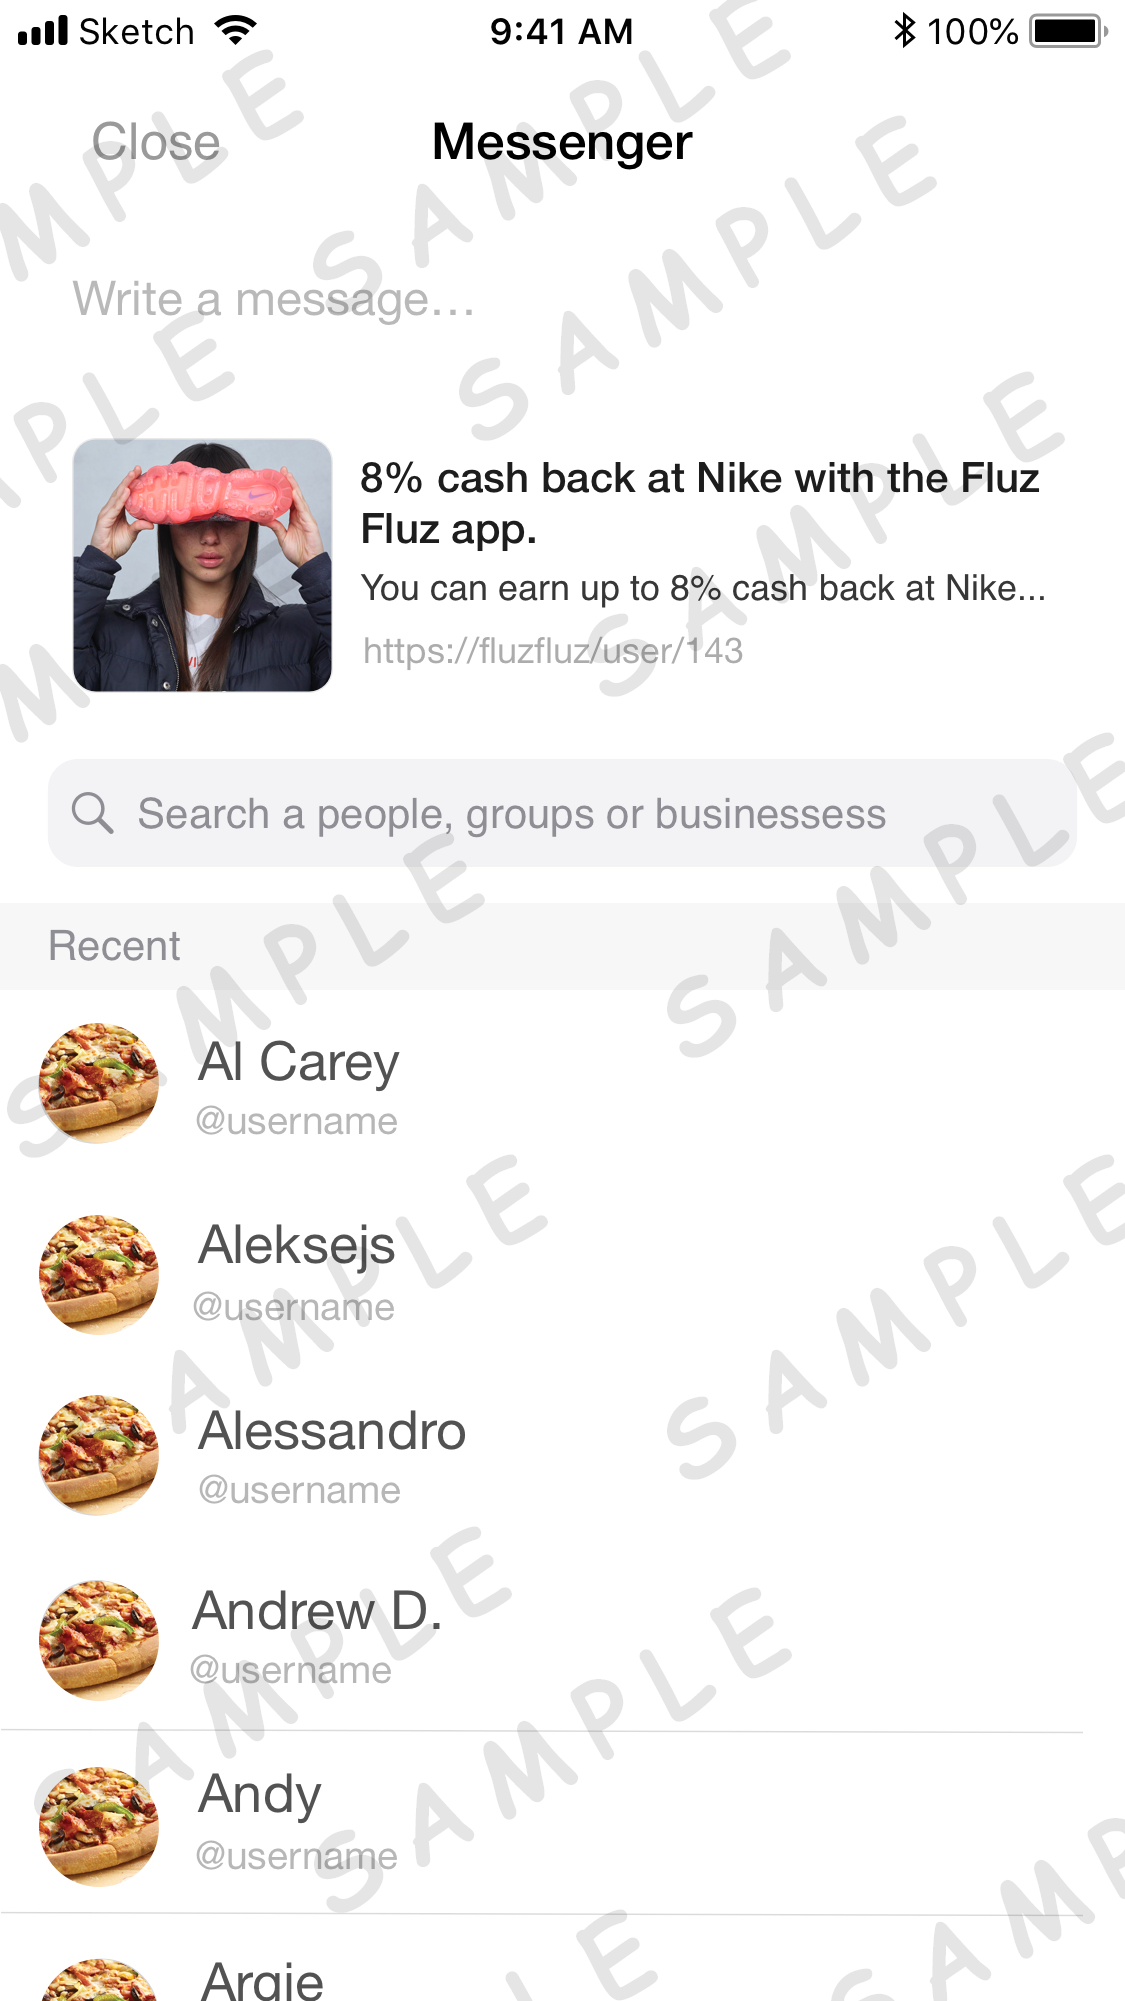 Sketch 9:41 AM 100%
Close Messenger
Write a message...
8% cash back at Nike with the Fluz
Fluz app.
You can earn up to 8% cash back at Nike...
https://fluzfluz/user/143
Search a people, groups or businessess
Recent
Al Carey
@username
Aleksejs
@username
Alessandro
@username
Andrew D.
@username
Andy
@username
Argie
SAMPLE
SAMPLE
SAMPLE
SAMPLE
SAMPLE
SAMPLE
SAMPLE
SAMPLE
SAMPLE
SAMPLE